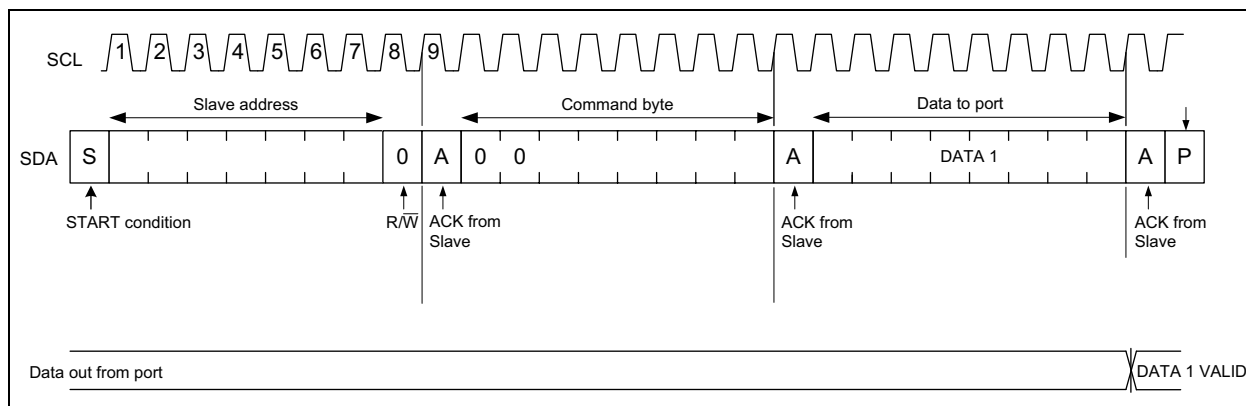 SCL 1 2 3 4 5 6 7 8 9
Slave address Command byte Data to port
SDA S 0 A 0 0 A DATA 1 A P
START condition R/W̅ ACK from Slave ACK from Slave ACK from Slave
Data out from port DATA 1 VALID